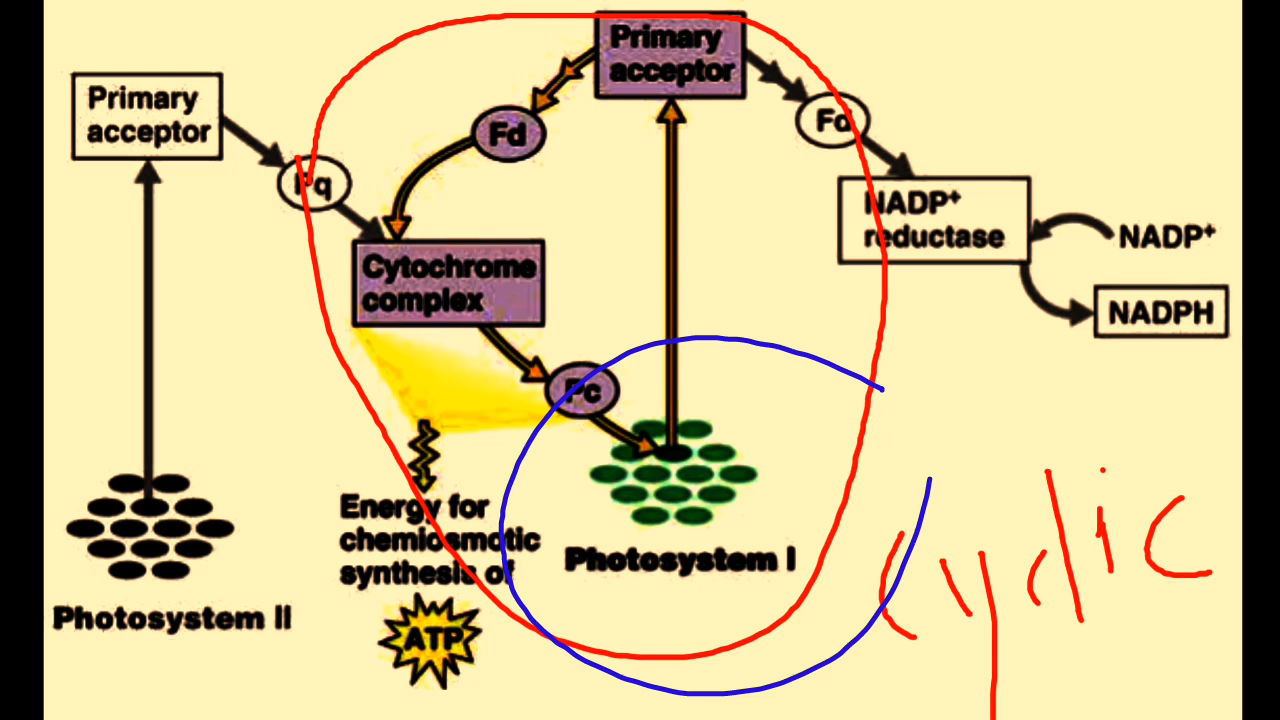 Primary
acceptor
Primary
acceptor
Fd
Fd
Pq
NADP+
reductase
NADP+
NADPH
Cytochrome
complex
Pc
Energy for
chemiosmotic
synthesis of
ATP
Photosystem I
Photosystem II
cyclic